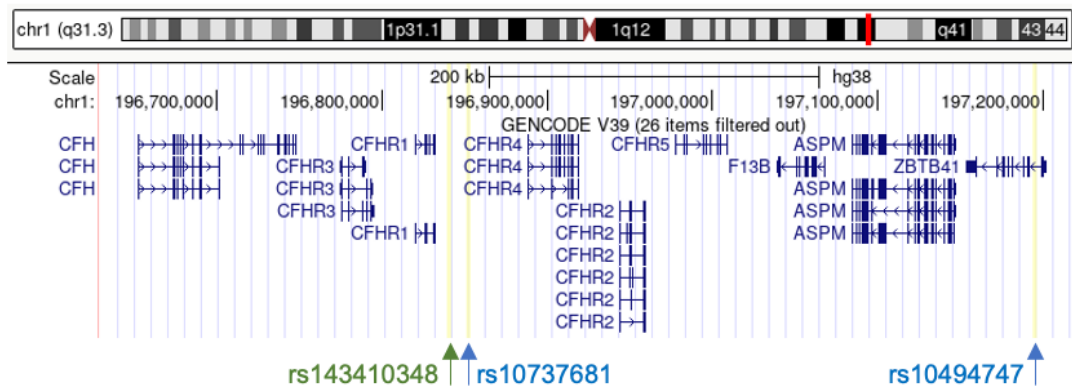 chr1 (q31.3) 1p31.1 1q12 q41 43 44
Scale 200 kb hg38
chr1: 196,700,000 196,800,000 196,900,000 197,000,000 197,100,000 197,200,000
GENCODE V39 (26 items filtered out)
CFH CFHR1 CFHR4 CFHR5 ASPM
CFH CFHR3 CFHR4 F13B ZBTB41
CFH CFHR3 CFHR4 ASPM
CFHR3 CFHR2 ASPM
CFHR1 CFHR2 ASPM
CFHR2
CFHR2
CFHR2
CFHR2
rs143410348 rs10737681 rs10494747